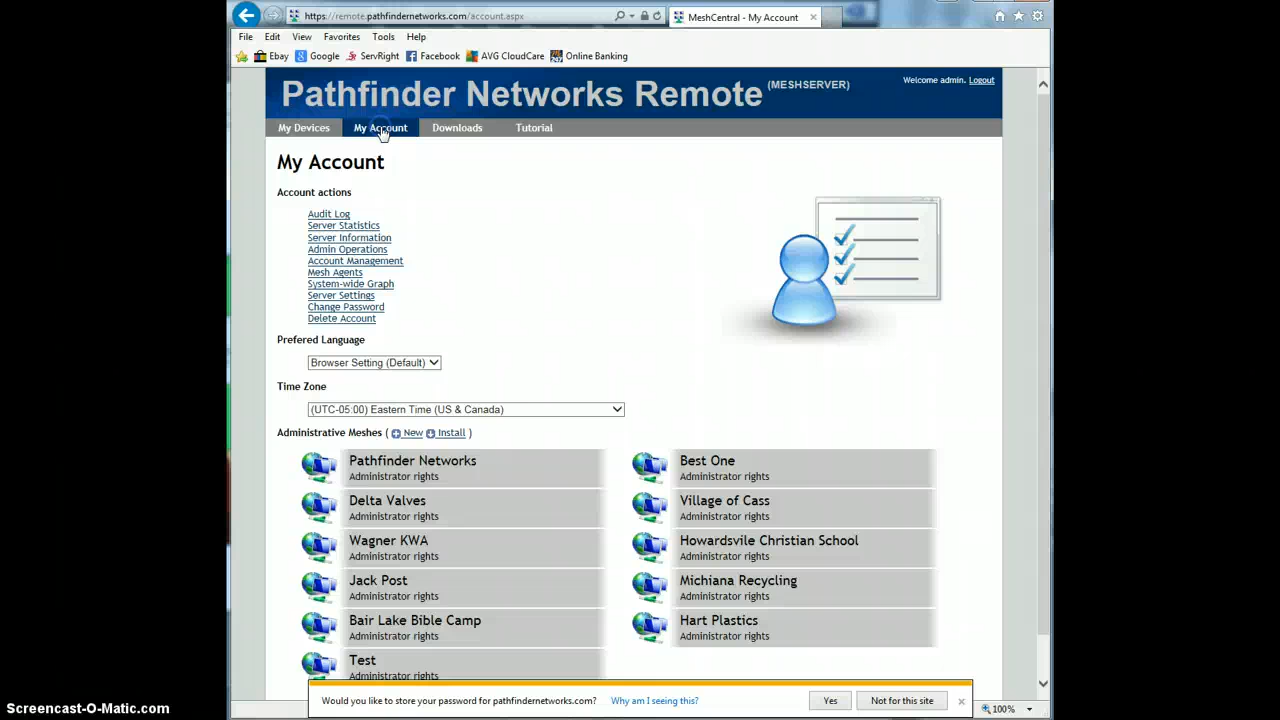 https://remote.pathfindernetworks.com/account.aspx
MeshCentral - My Account
File Edit View Favorites Tools Help
Ebay Google ServRight Facebook AVG CloudCare Online Banking
Pathfinder Networks Remote (MESHSERVER)
Welcome admin. Logout
My Devices My Account Downloads Tutorial
My Account
Account actions
Audit Log
Server Statistics
Server Information
Admin Operations
Account Management
Mesh Agents
System-wide Graph
Server Settings
Change Password
Delete Account
Prefered Language
Browser Setting (Default)
Time Zone
(UTC-05:00) Eastern Time (US & Canada)
Administrative Meshes ( New Install )
Pathfinder Networks
Administrator rights
Best One
Administrator rights
Delta Valves
Administrator rights
Village of Cass
Administrator rights
Wagner KWA
Administrator rights
Howardsvile Christian School
Administrator rights
Jack Post
Administrator rights
Michiana Recycling
Administrator rights
Bair Lake Bible Camp
Administrator rights
Hart Plastics
Administrator rights
Test
Administrator rights
Would you like to store your password for pathfindernetworks.com? Why am I seeing this? Yes Not for this site
100%
Screencast-O-Matic.com